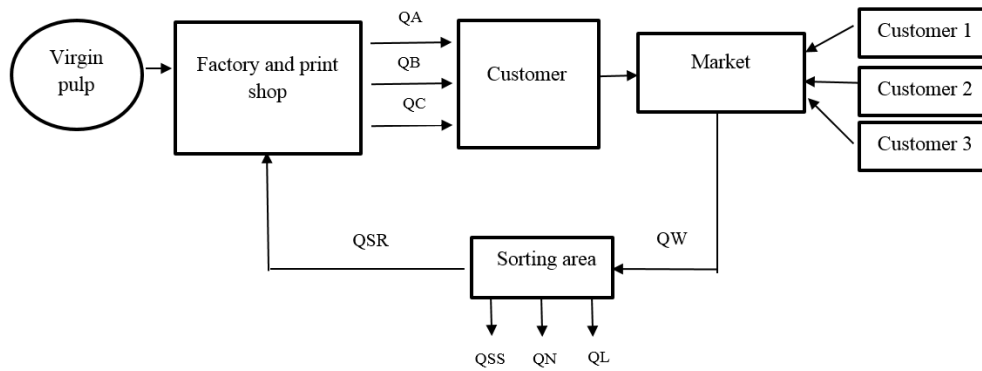 Virgin
pulp
Factory and print
shop
QA
QB
QC
Customer
Market
Customer 1
Customer 2
Customer 3
QSR
Sorting area
QW
QSS
QN
QL